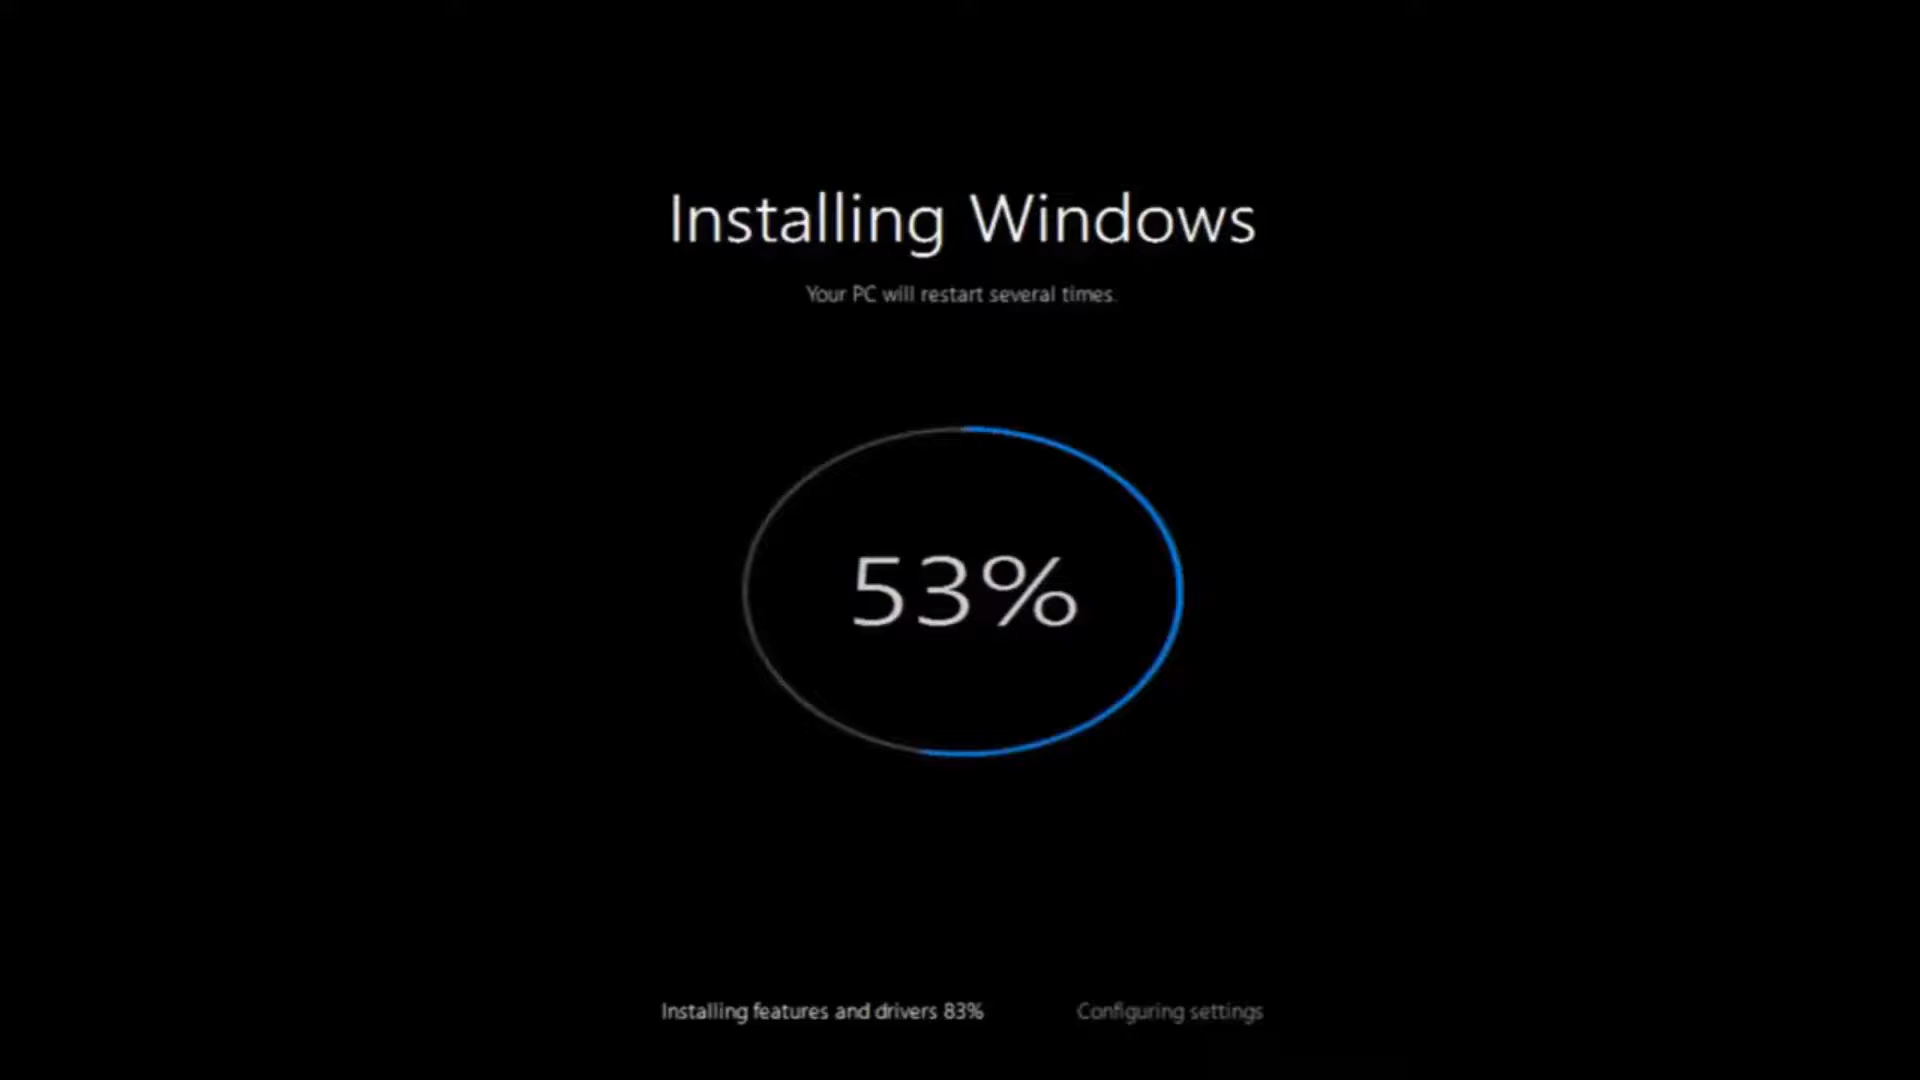 Installing Windows
Your PC will restart several times.
53%
Installing features and drivers 83%
Configuring settings